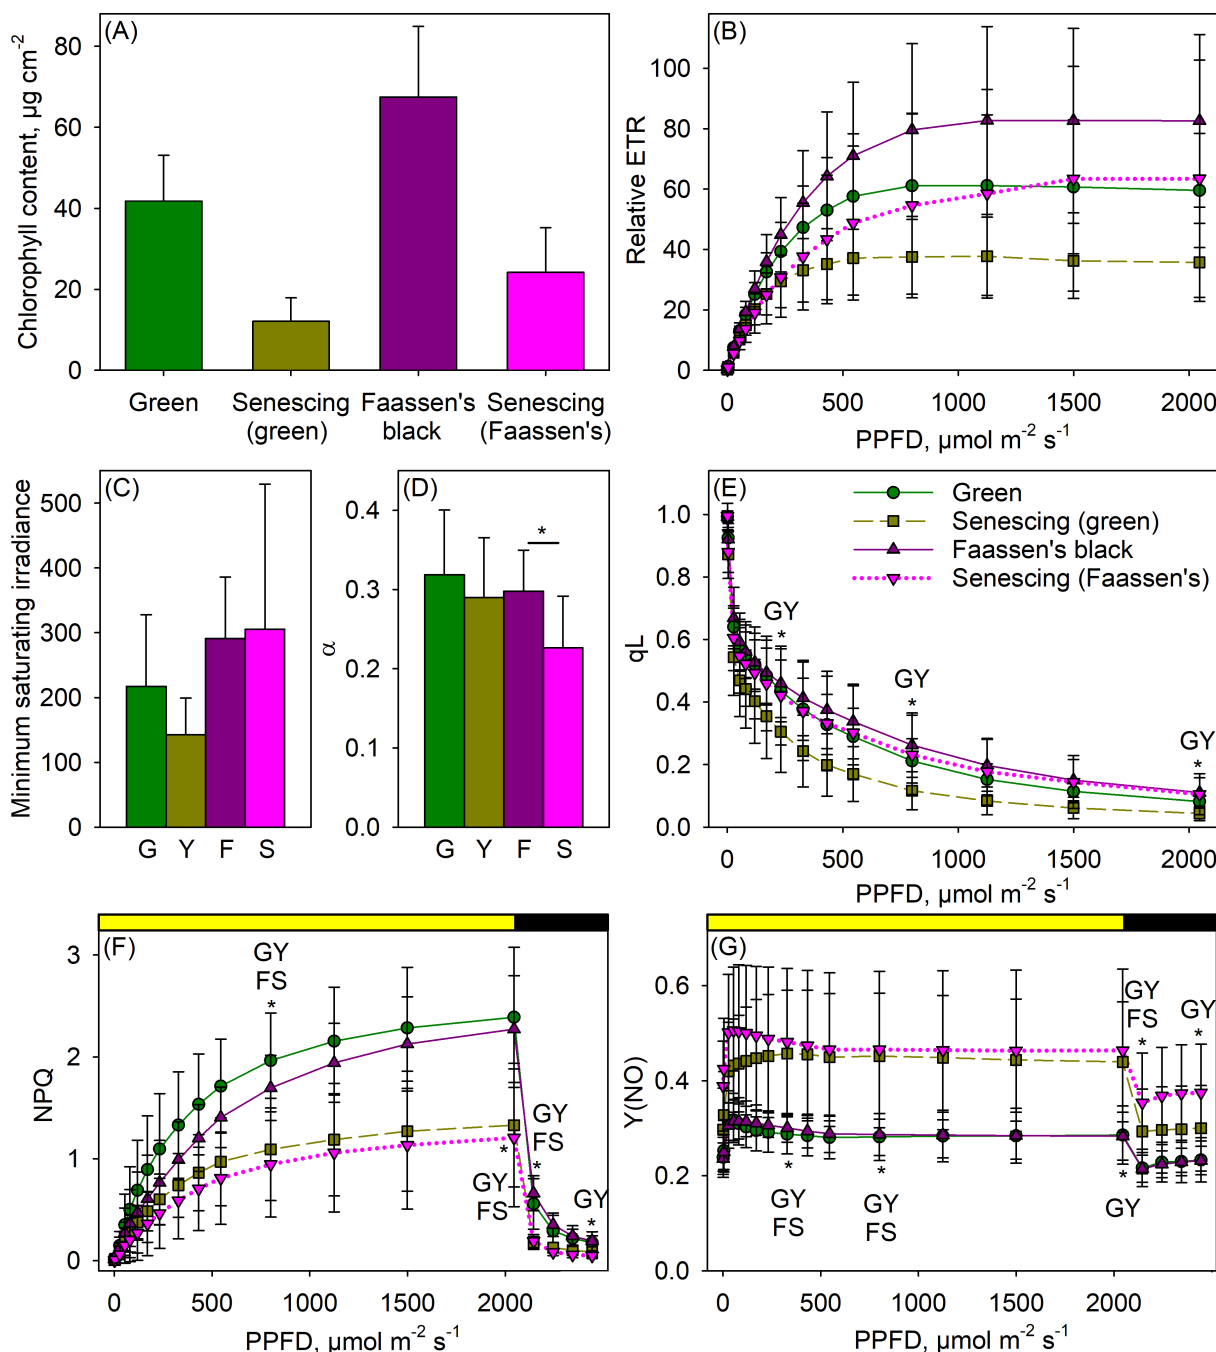 (A)
Chlorophyll content, µg cm⁻²
80
60
40
20
0
Green
Senescing
(green)
Faassen's
black
Senescing
(Faassen's)
(B)
Relative ETR
100
80
60
40
20
0
0 500 1000 1500 2000
PPFD, µmol m⁻² s⁻¹
(C)
Minimum saturating irradiance
500
400
300
200
100
0
G Y F S
(D)
α
0.4
0.3
0.2
0.1
0.0
*
G Y F S
(E)
qL
1.0
0.8
0.6
0.4
0.2
0.0
Green
Senescing (green)
Faassen's black
Senescing (Faassen's)
GY
*
GY
*
GY
*
0 500 1000 1500 2000
PPFD, µmol m⁻² s⁻¹
(F)
NPQ
3
2
1
0
GY
FS
*
GY
FS
*
*
GY
FS
GY
*
0 500 1000 1500 2000
PPFD, µmol m⁻² s⁻¹
(G)
Y(NO)
0.6
0.4
0.2
0.0
GY
FS
*
GY
*
*
GY
FS
*
GY
FS
*
GY
0 500 1000 1500 2000
PPFD, µmol m⁻² s⁻¹